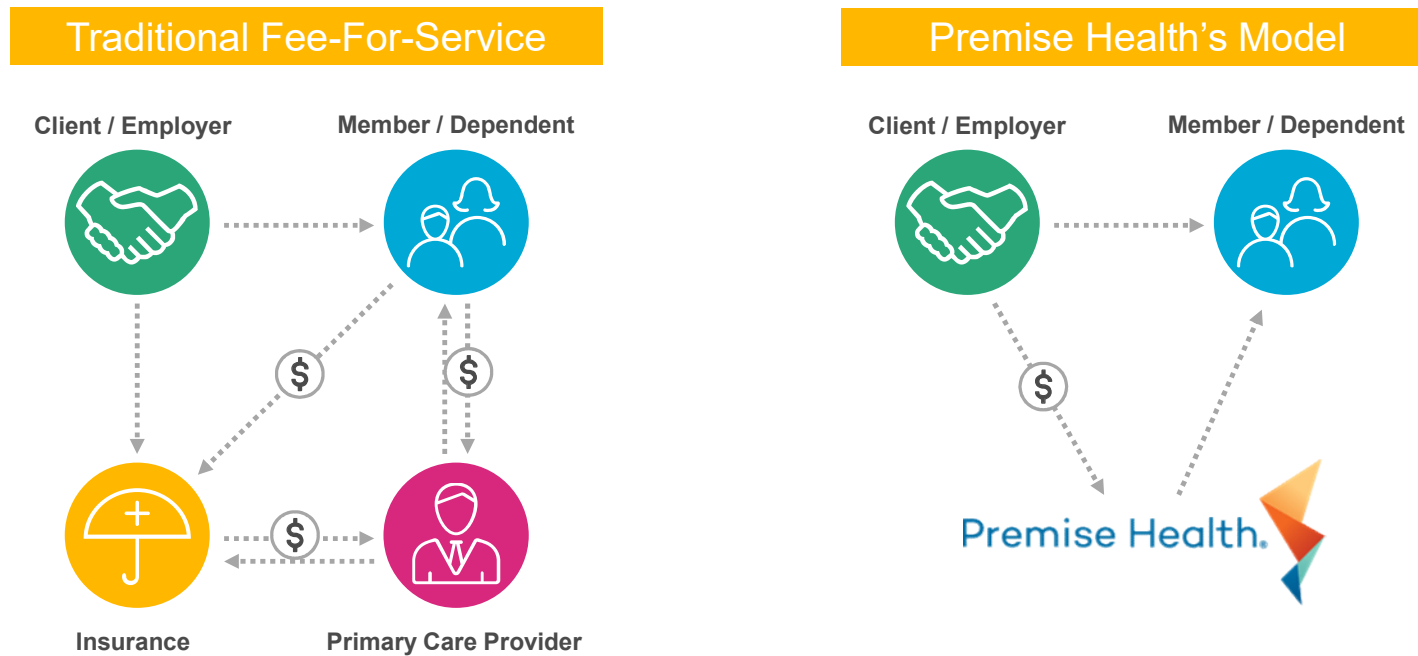 Traditional Fee-For-Service
Premise Health’s Model
Client / Employer
Member / Dependent
Client / Employer
Member / Dependent
$
$
$
$
Premise Health®
Insurance
Primary Care Provider